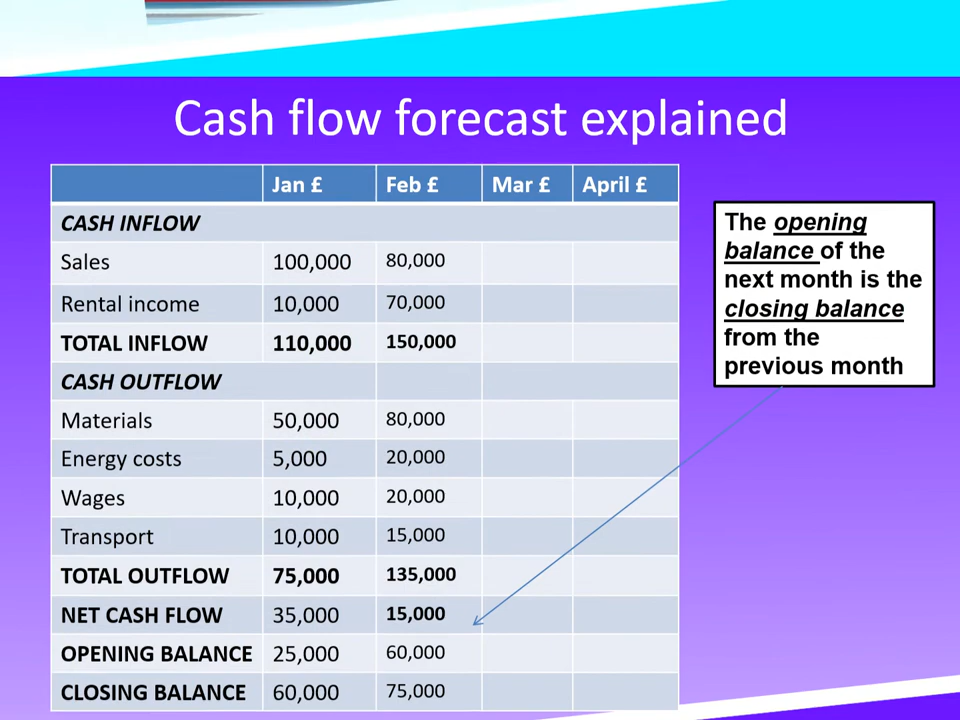 Cash flow forecast explained
Jan £ Feb £ Mar £ April £
CASH INFLOW
Sales 100,000 80,000
Rental income 10,000 70,000
TOTAL INFLOW 110,000 150,000
CASH OUTFLOW
Materials 50,000 80,000
Energy costs 5,000 20,000
Wages 10,000 20,000
Transport 10,000 15,000
TOTAL OUTFLOW 75,000 135,000
NET CASH FLOW 35,000 15,000
OPENING BALANCE 25,000 60,000
CLOSING BALANCE 60,000 75,000
The opening
balance of the
next month is the
closing balance
from the
previous month